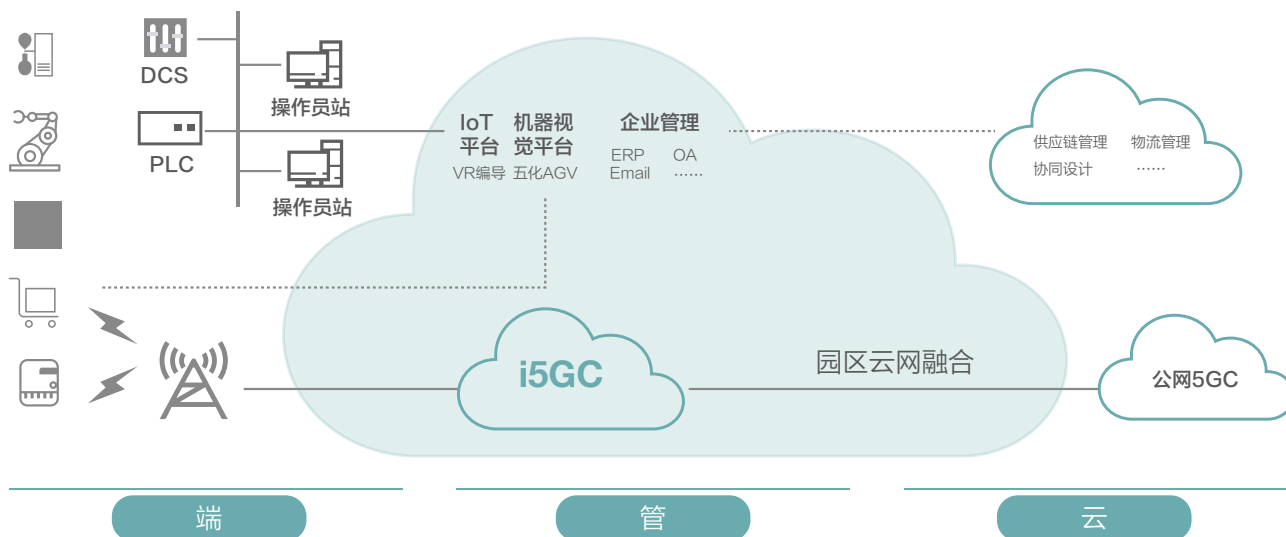 DCS
操作员站
PLC
操作员站
IoT
平台
VR编导
机器视
觉平台
五化AGV
企业管理
ERP OA
Email ······
供应链管理 物流管理
协同设计 ······
i5GC
园区云网融合
公网5GC
端
管
云